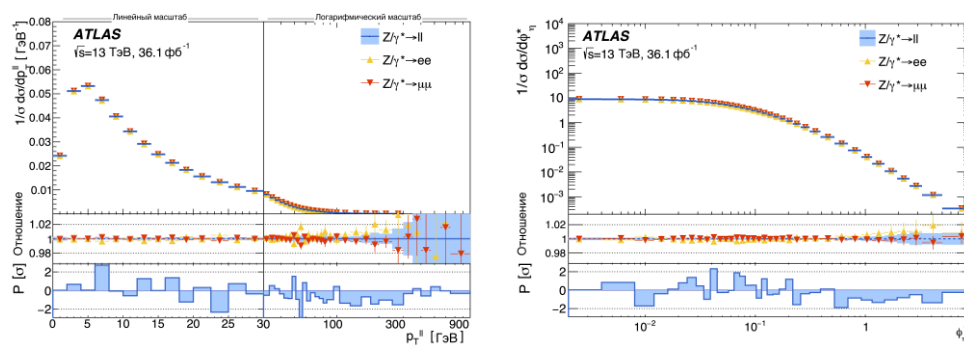 Линейный масштаб
Логарифмический масштаб
1/σ dσ/dp_T^ll [ГэВ⁻¹]
0.08
0.07
0.06
0.05
0.04
0.03
0.02
0.01
ATLAS
√s=13 ТэВ, 36.1 фб⁻¹
Z/γ*→ll
Z/γ*→ee
Z/γ*→μμ
Отношение
1.02
1
0.98
P [σ]
2
0
−2
0 5 10 15 20 25 30 100 300 900
p_T^ll [ГэВ]
1/σ dσ/dφ*_η
10⁴
10³
10²
10
1
10⁻¹
10⁻²
10⁻³
ATLAS
√s=13 ТэВ, 36.1 фб⁻¹
Z/γ*→ll
Z/γ*→ee
Z/γ*→μμ
Отношение
1.02
1
0.98
P [σ]
2
0
−2
10⁻² 10⁻¹ 1